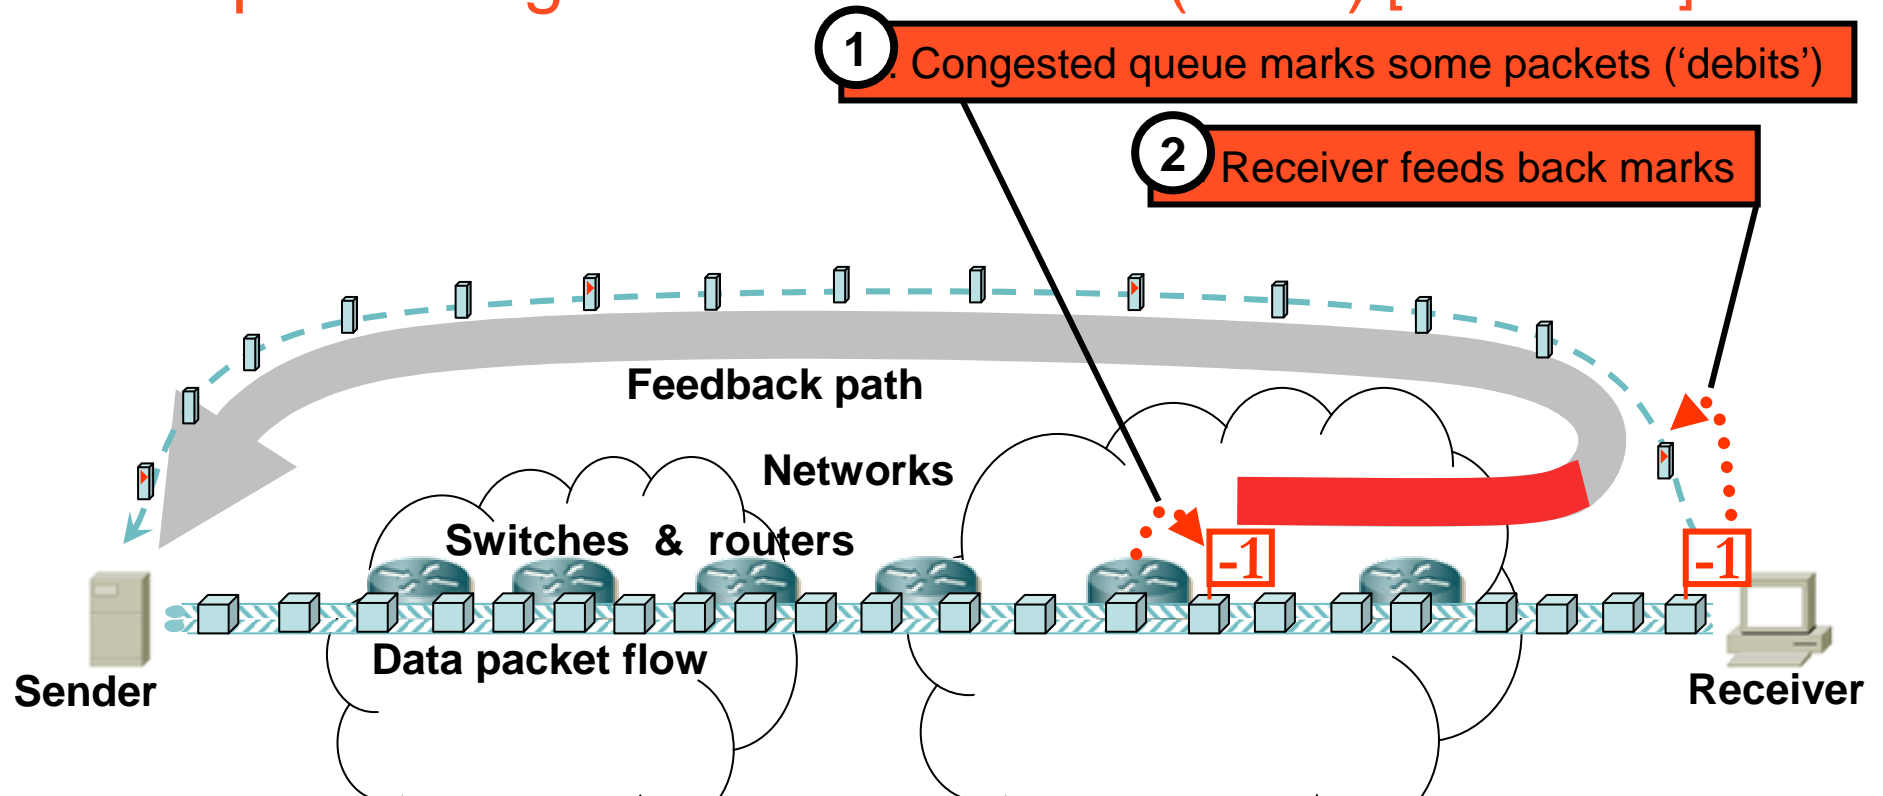 1 . Congested queue marks some packets (‘debits’)
2 Receiver feeds back marks
Feedback path
Networks
Switches & routers
-1 -1
Data packet flow
Sender
Receiver